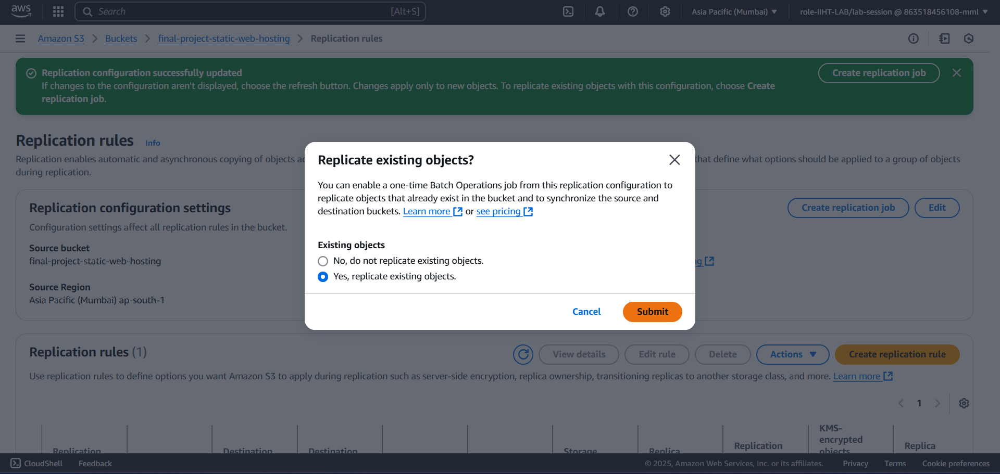 aws
Search
[Alt+S]
Asia Pacific (Mumbai)
role-IIHT-LAB/lab-session @ 863518456108-mml
Amazon S3
Buckets
final-project-static-web-hosting
Replication rules
Replication configuration successfully updated
If changes to the configuration aren't displayed, choose the refresh button. Changes apply only to new objects. To replicate existing objects with this configuration, choose Create
replication job.
Create replication job
Replication rules
Info
Replication enables automatic and asynchronous copying of objects
that define what options should be applied to a group of objects
during replication.
Replicate existing objects?
You can enable a one-time Batch Operations job from this replication configuration to
replicate objects that already exist in the bucket and to synchronize the source and
destination buckets. Learn more or see pricing
Existing objects
No, do not replicate existing objects.
Yes, replicate existing objects.
Cancel
Submit
Replication configuration settings
Create replication job
Edit
Configuration settings affect all replication rules in the bucket.
Source bucket
final-project-static-web-hosting
Source Region
Asia Pacific (Mumbai) ap-south-1
Replication rules (1)
View details
Edit rule
Delete
Actions
Create replication rule
Use replication rules to define options you want Amazon S3 to apply during replication such as server-side encryption, replica ownership, transitioning replicas to another storage class, and more. Learn more
1
Replication
Destination
Destination
Storage
Replica
Replication
KMS-
encrypted
objects
Replica
CloudShell
Feedback
© 2025, Amazon Web Services, Inc. or its affiliates.
Privacy
Terms
Cookie preferences